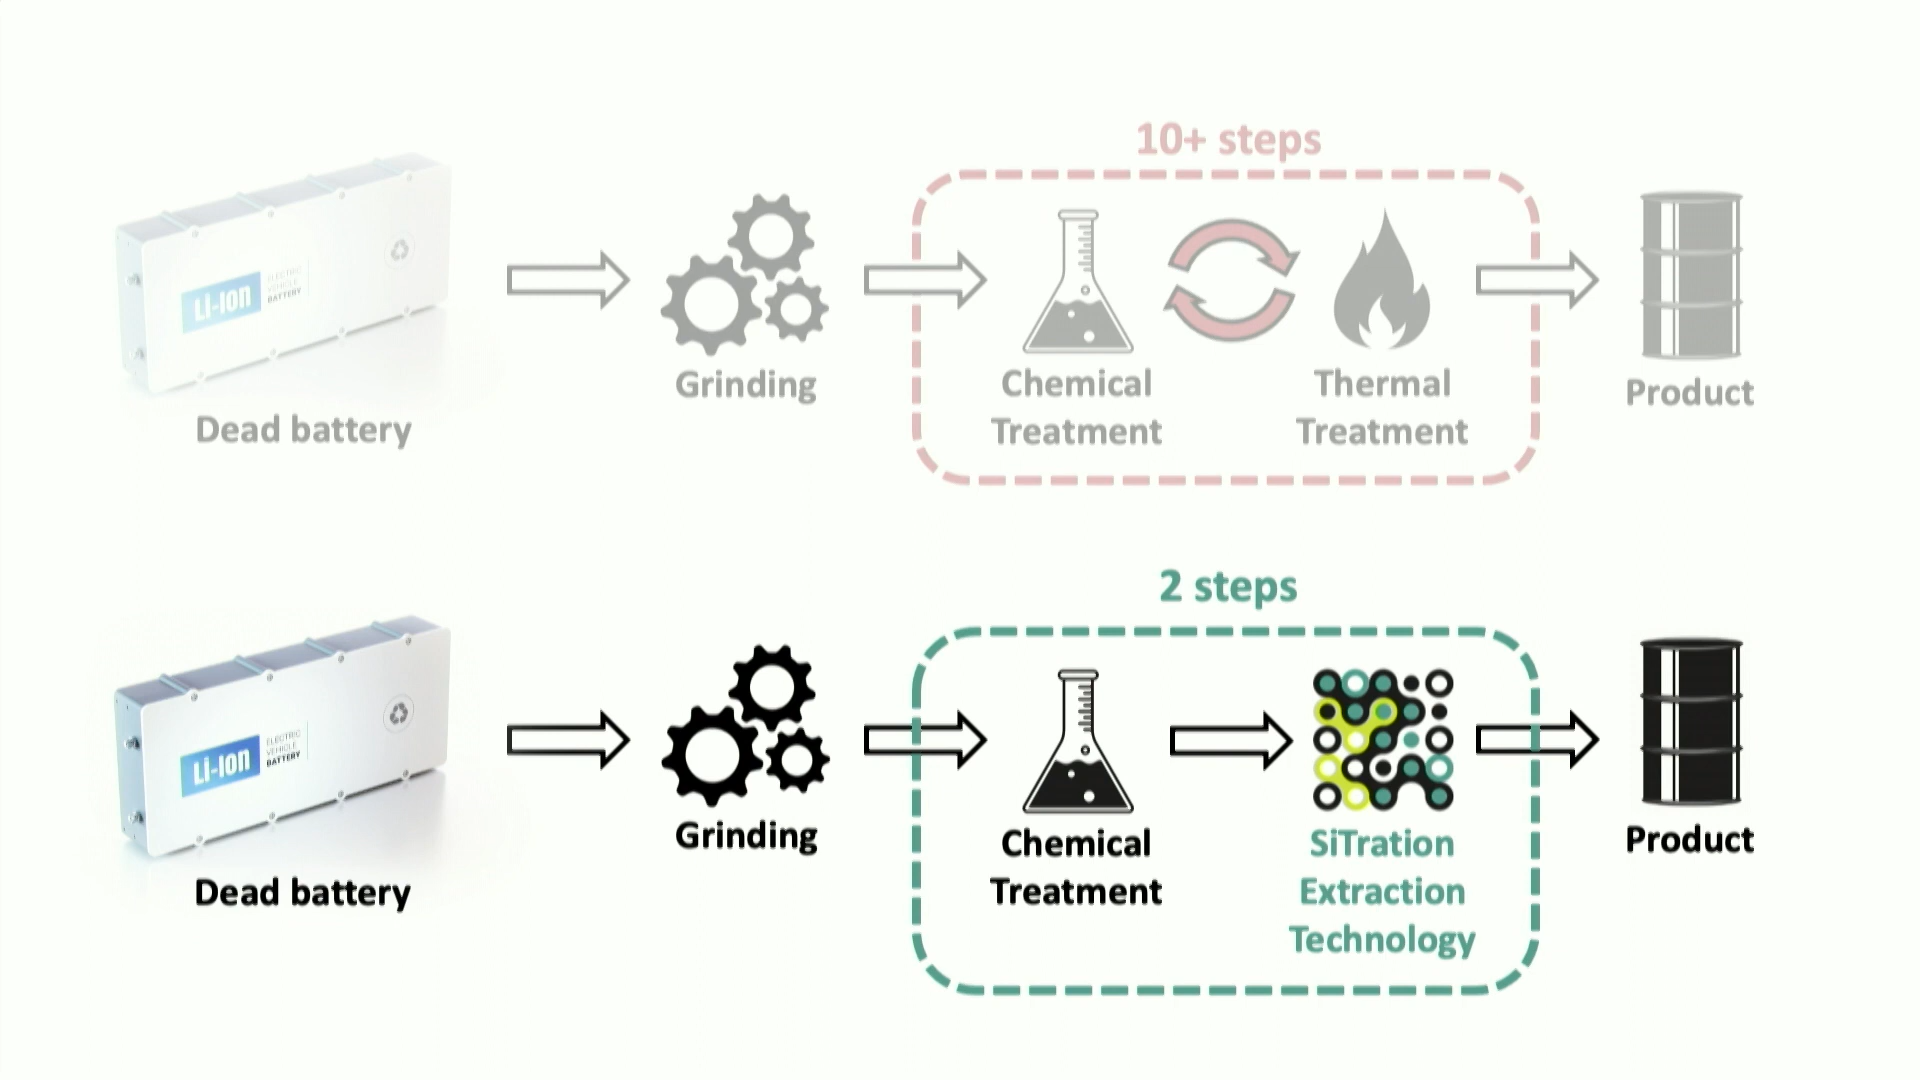 10+ steps
Li-Ion
ELECTRIC
VEHICLE
BATTERY
Dead battery
Grinding
Chemical
Treatment
Thermal
Treatment
Product
2 steps
Li-Ion
ELECTRIC
VEHICLE
BATTERY
Dead battery
Grinding
Chemical
Treatment
SiTration
Extraction
Technology
Product